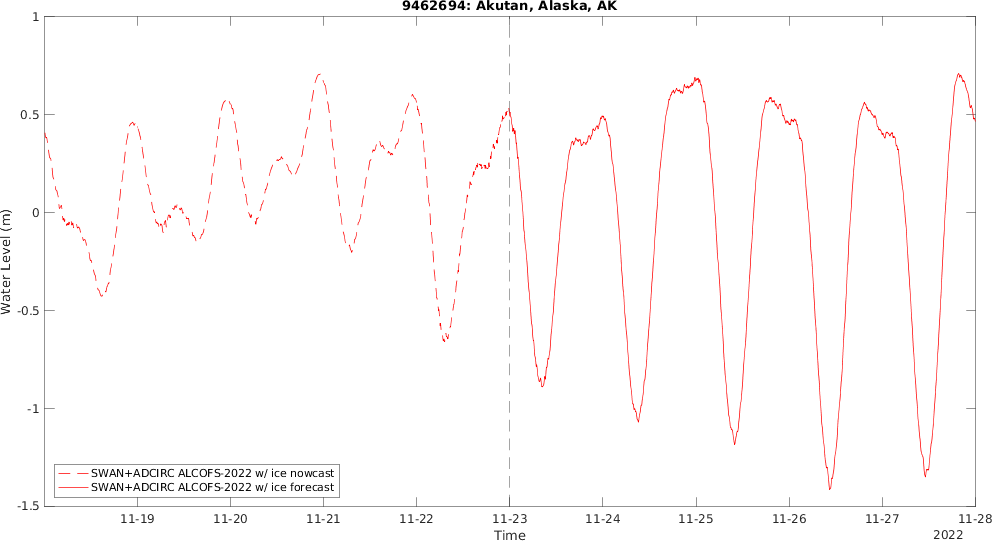 9462694: Akutan, Alaska, AK
1
0.5
0
-0.5
-1
-1.5
Water Level (m)
SWAN+ADCIRC ALCOFS-2022 w/ ice nowcast
SWAN+ADCIRC ALCOFS-2022 w/ ice forecast
11-19 11-20 11-21 11-22 11-23 11-24 11-25 11-26 11-27 11-28
Time
2022